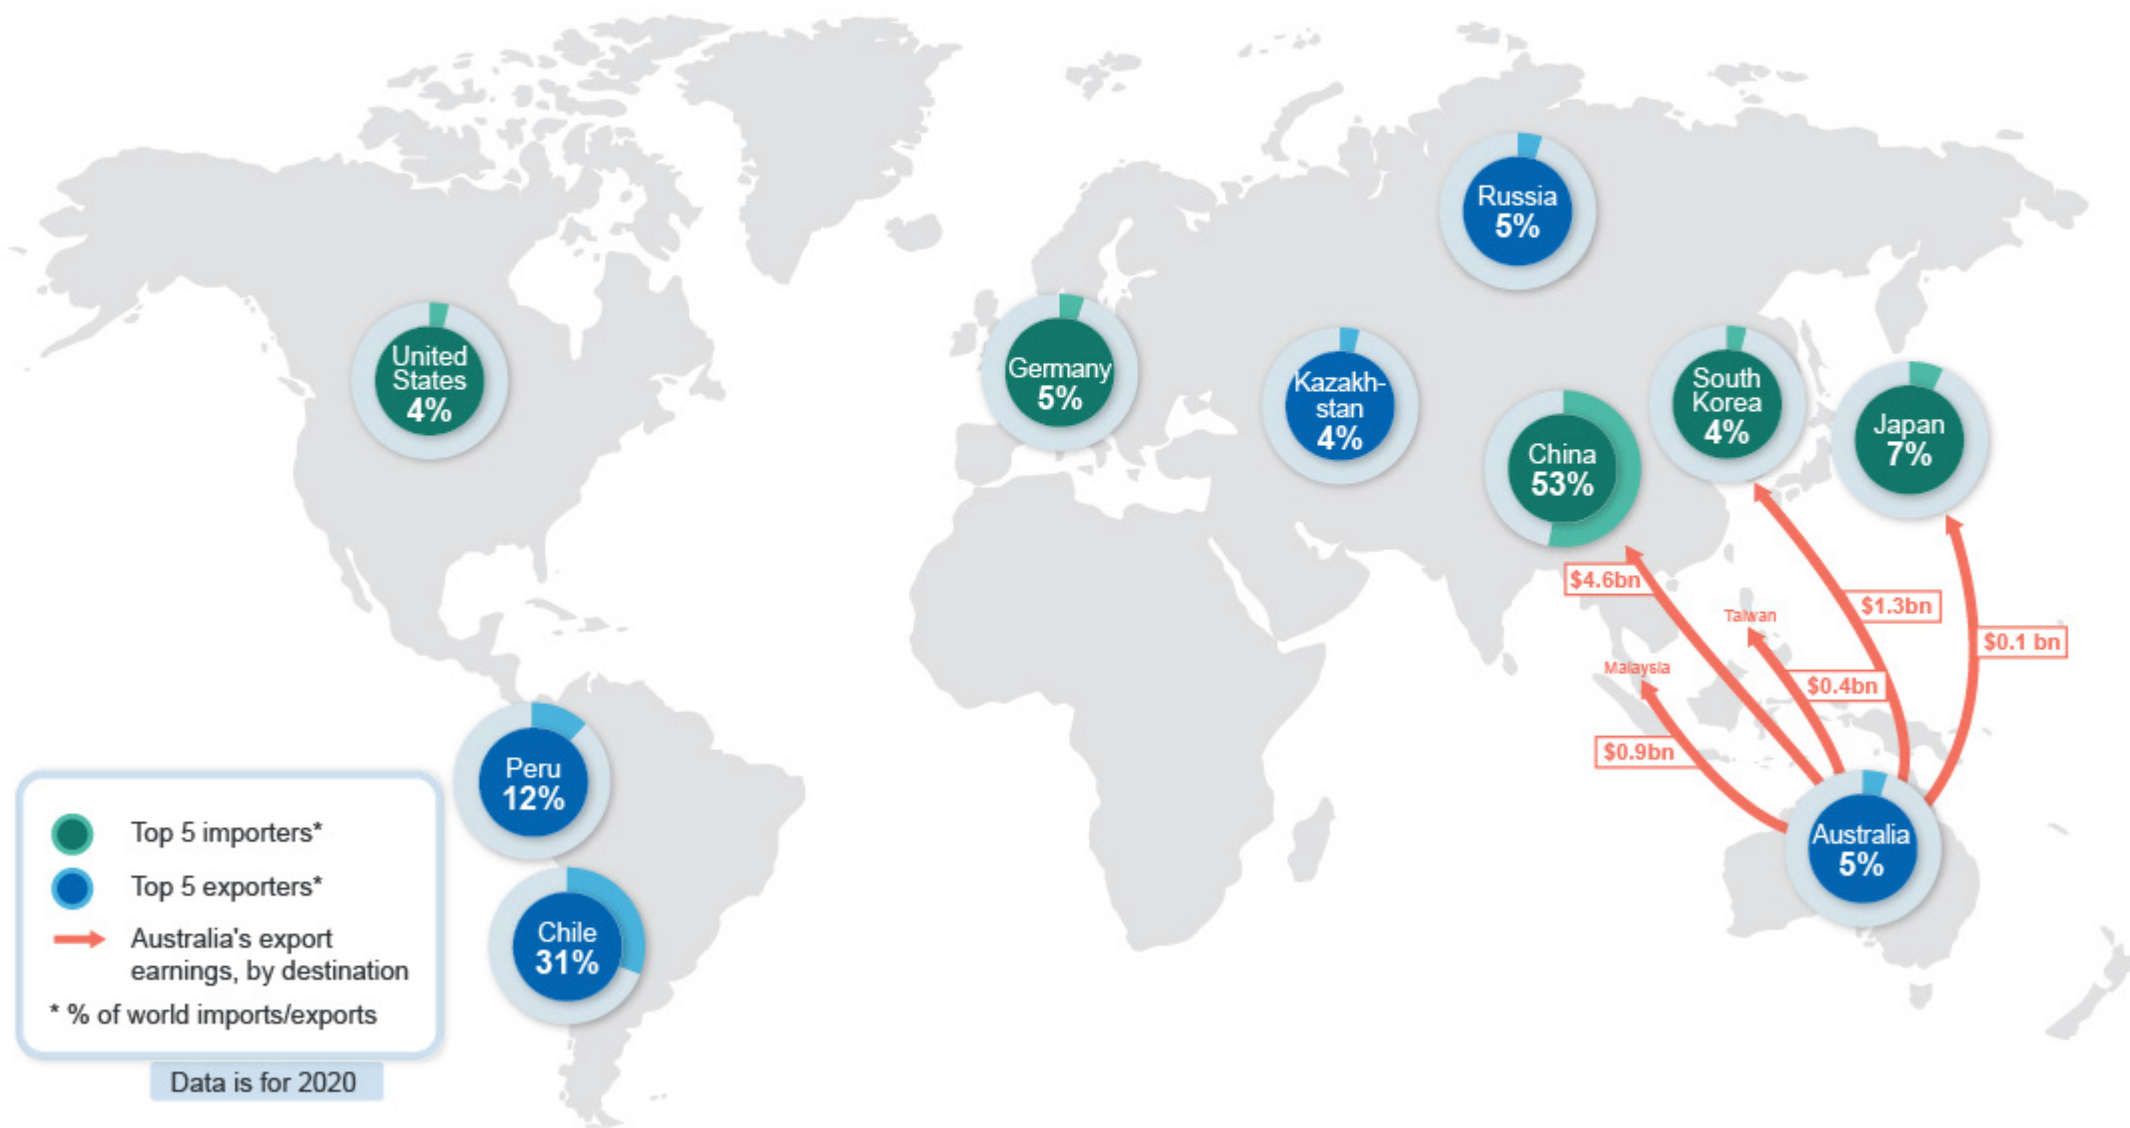 Russia
5%
United
States
4%
Germany
5%
Kazakh-
stan
4%
South
Korea
4%
Japan
7%
China
53%
$4.6bn
$1.3bn
Taiwan
$0.1 bn
Malaysia
$0.4bn
$0.9bn
Peru
12%
Australia
5%
Chile
31%
Top 5 importers*
Top 5 exporters*
Australia's export
earnings, by destination
* % of world imports/exports
Data is for 2020